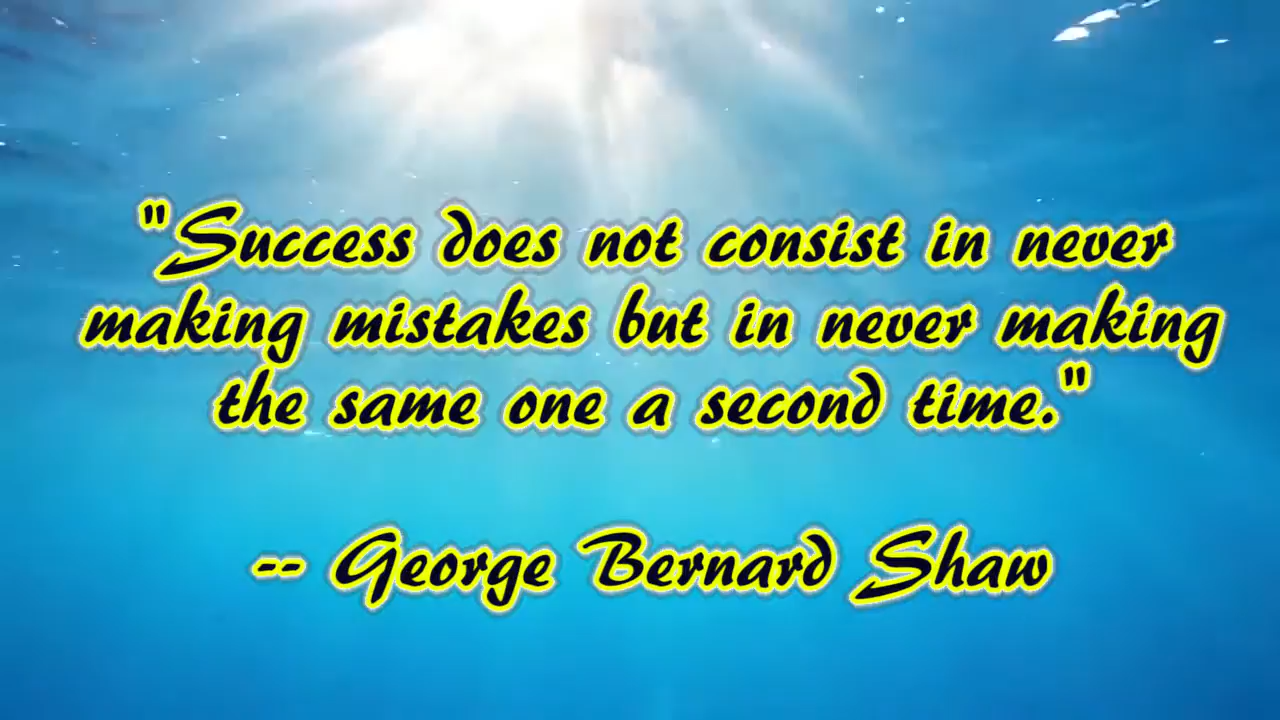 "Success does not consist in never
making mistakes but in never making
the same one a second time."
-- George Bernard Shaw